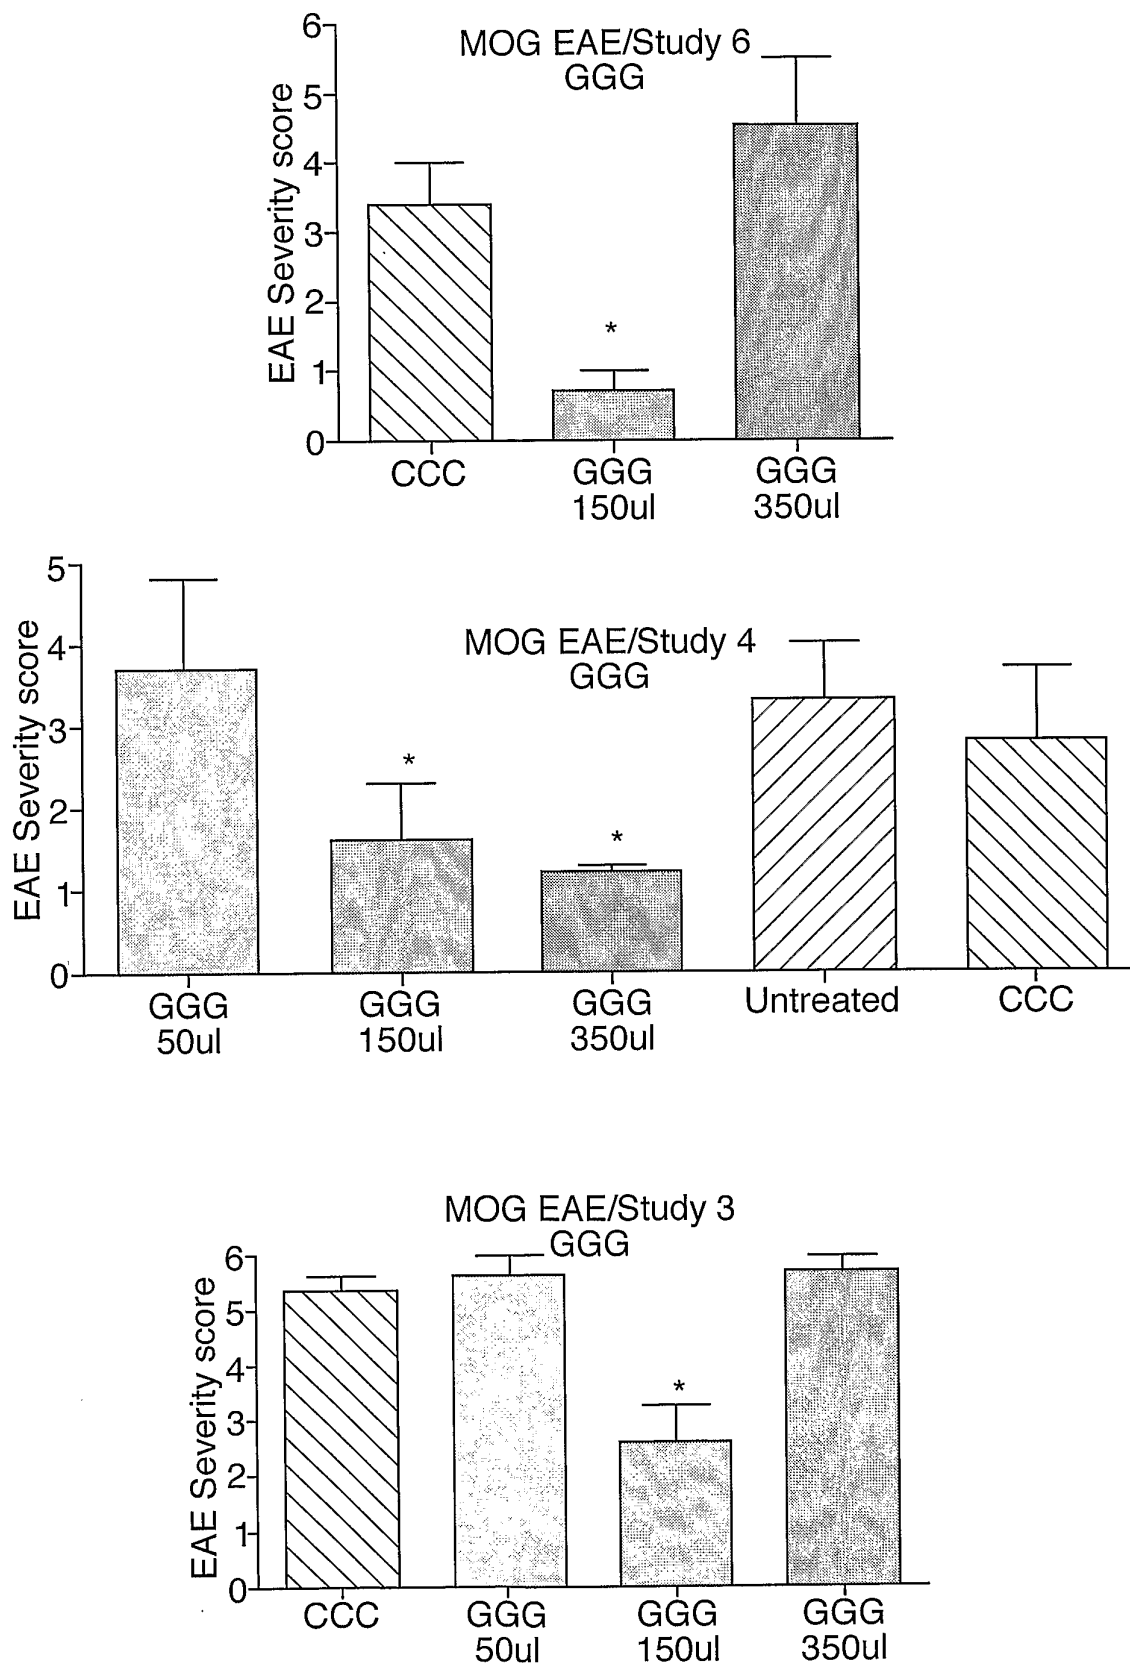 MOG EAE/Study 6
GGG
EAE Severity score
6
5
4
3
2
1
0
*
CCC
GGG
150ul
GGG
350ul
MOG EAE/Study 4
GGG
EAE Severity score
5
4
3
2
1
0
*
*
GGG
50ul
GGG
150ul
GGG
350ul
Untreated
CCC
MOG EAE/Study 3
GGG
EAE Severity score
6
5
4
3
2
1
0
*
CCC
GGG
50ul
GGG
150ul
GGG
350ul